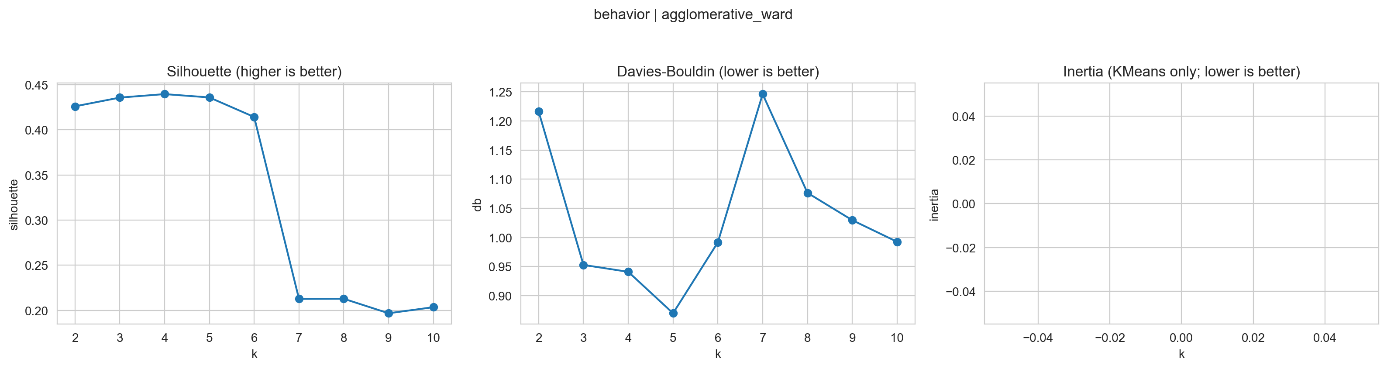 behavior | agglomerative_ward
Silhouette (higher is better)
0.45
0.40
0.35
0.30
0.25
0.20
silhouette
2 3 4 5 6 7 8 9 10
k
Davies-Bouldin (lower is better)
1.25
1.20
1.15
1.10
1.05
1.00
0.95
0.90
db
2 3 4 5 6 7 8 9 10
k
Inertia (KMeans only; lower is better)
0.04
0.02
0.00
−0.02
−0.04
inertia
−0.04 −0.02 0.00 0.02 0.04
k